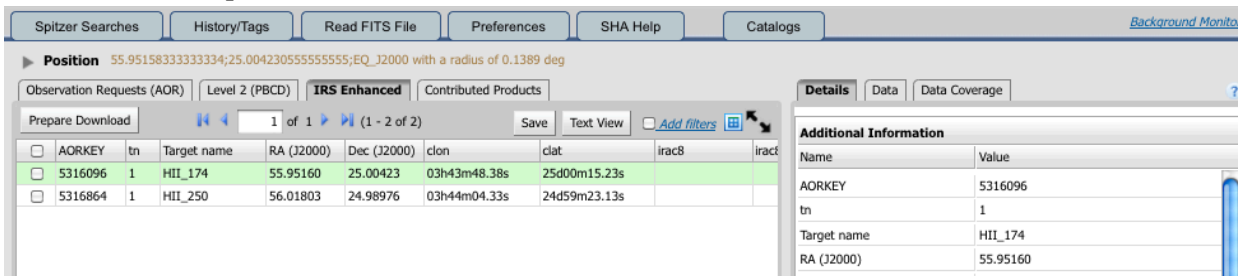 Spitzer Searches History/Tags Read FITS File Preferences SHA Help Catalogs Background Monitor
Position 55.95158333333334;25.004230555555555;EQ_J2000 with a radius of 0.1389 deg
Observation Requests (AOR) Level 2 (PBCD) IRS Enhanced Contributed Products Details Data Data Coverage ?
Prepare Download 1 of 1 (1 - 2 of 2) Save Text View Add filters
Additional Information
AORKEY tn Target name RA (J2000) Dec (J2000) clon clat irac8 irac8
Name Value
5316096 1 HII_174 55.95160 25.00423 03h43m48.38s 25d00m15.23s
AORKEY 5316096
5316864 1 HII_250 56.01803 24.98976 03h44m04.33s 24d59m23.13s
tn 1
Target name HII_174
RA (J2000) 55.95160